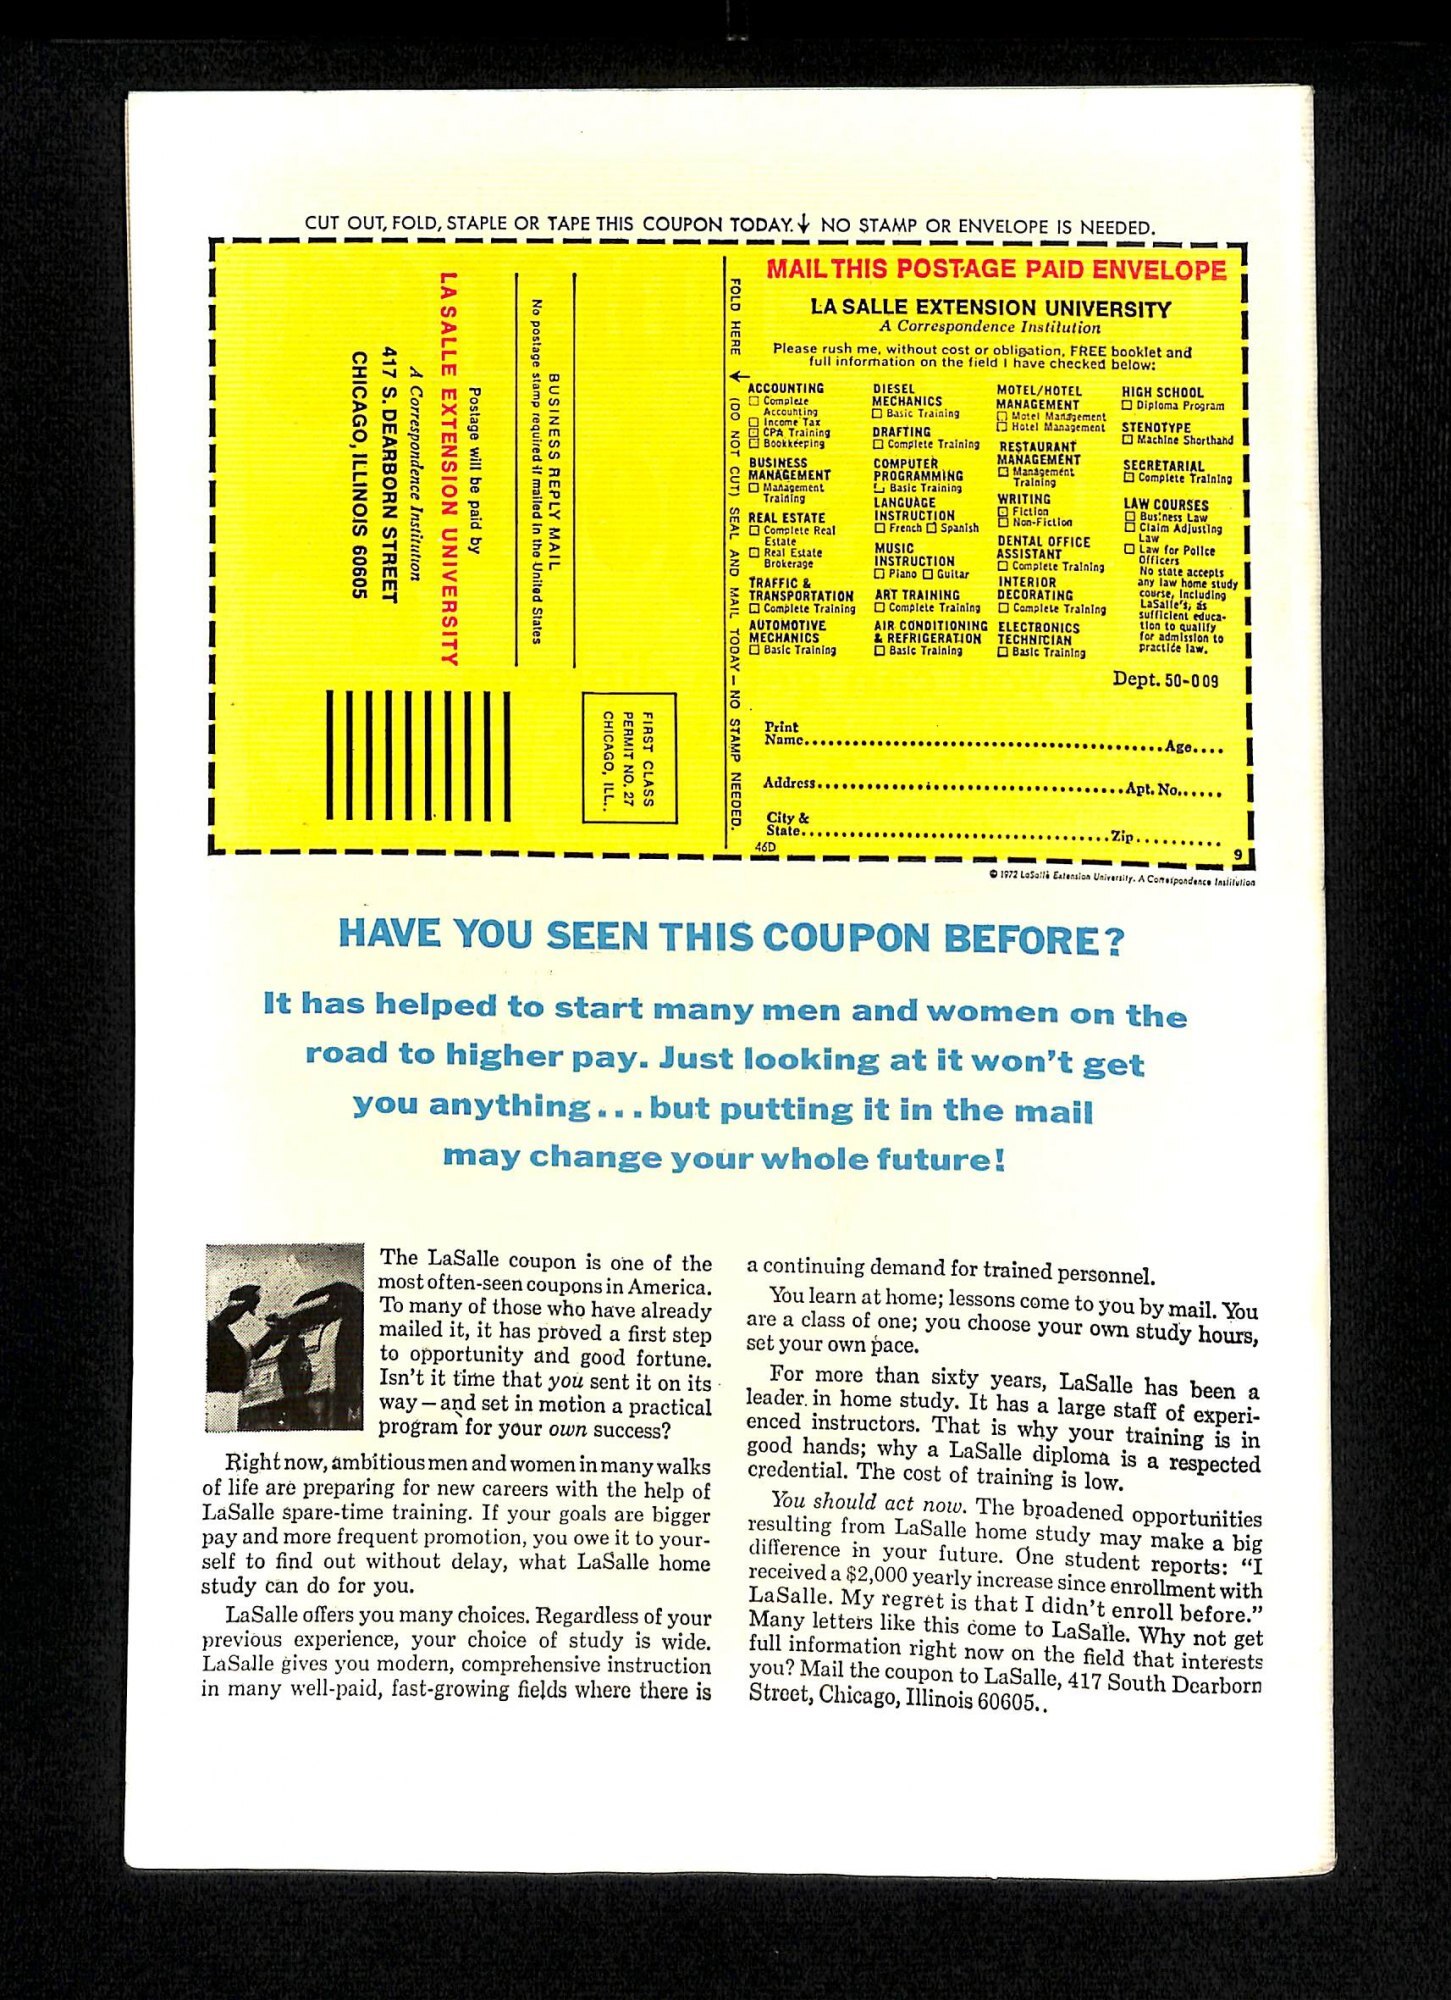 CUT OUT, FOLD, STAPLE OR TAPE THIS COUPON TODAY. ↓ NO STAMP OR ENVELOPE IS NEEDED.
BUSINESS REPLY MAIL
No postage stamp required if mailed in the United States
Postage will be paid by
LA SALLE EXTENSION UNIVERSITY
A Correspondence Institution
417 S. DEARBORN STREET
CHICAGO, ILLINOIS 60605
FIRST CLASS
PERMIT NO. 27
CHICAGO, ILL..
FOLD HERE ← (DO NOT CUT) SEAL AND MAIL TODAY — NO STAMP NEEDED.
MAIL THIS POSTAGE PAID ENVELOPE
LA SALLE EXTENSION UNIVERSITY
A Correspondence Institution
Please rush me, without cost or obligation, FREE booklet and
full information on the field I have checked below:
ACCOUNTING
☐ Complete
Accounting
☐ Income Tax
☐ CPA Training
☐ Bookkeeping
BUSINESS
MANAGEMENT
☐ Management
Training
REAL ESTATE
☐ Complete Real
Estate
☐ Real Estate
Brokerage
TRAFFIC &
TRANSPORTATION
☐ Complete Training
AUTOMOTIVE
MECHANICS
☐ Basic Training
DIESEL
MECHANICS
☐ Basic Training
DRAFTING
☐ Complete Training
COMPUTER
PROGRAMMING
☐ Basic Training
LANGUAGE
INSTRUCTION
☐ French ☐ Spanish
MUSIC
INSTRUCTION
☐ Piano ☐ Guitar
ART TRAINING
☐ Complete Training
AIR CONDITIONING
& REFRIGERATION
☐ Basic Training
MOTEL/HOTEL
MANAGEMENT
☐ Motel Management
☐ Hotel Management
RESTAURANT
MANAGEMENT
☐ Management
Training
WRITING
☐ Fiction
☐ Non-Fiction
DENTAL OFFICE
ASSISTANT
☐ Complete Training
INTERIOR
DECORATING
☐ Complete Training
ELECTRONICS
TECHNICIAN
☐ Basic Training
HIGH SCHOOL
☐ Diploma Program
STENOTYPE
☐ Machine Shorthand
SECRETARIAL
☐ Complete Training
LAW COURSES
☐ Business Law
☐ Claim Adjusting
Law
☐ Law for Police
Officers
No state accepts
any law home study
course, including
LaSalle's, as
sufficient educa-
tion to qualify
for admission to
practice law.
Dept. 50-009
Print
Name............................................Age....
Address......................................Apt. No......
City &
State......................................Zip..........
46D
9
© 1972 LaSalle Extension University. A Correspondence Institution
HAVE YOU SEEN THIS COUPON BEFORE?
It has helped to start many men and women on the
road to higher pay. Just looking at it won't get
you anything...but putting it in the mail
may change your whole future!
The LaSalle coupon is one of the
most often-seen coupons in America.
To many of those who have already
mailed it, it has proved a first step
to opportunity and good fortune.
Isn't it time that you sent it on its
way—and set in motion a practical
program for your own success?
Right now, ambitious men and women in many walks
of life are preparing for new careers with the help of
LaSalle spare-time training. If your goals are bigger
pay and more frequent promotion, you owe it to your-
self to find out without delay, what LaSalle home
study can do for you.
LaSalle offers you many choices. Regardless of your
previous experience, your choice of study is wide.
LaSalle gives you modern, comprehensive instruction
in many well-paid, fast-growing fields where there is
a continuing demand for trained personnel.
You learn at home; lessons come to you by mail. You
are a class of one; you choose your own study hours,
set your own pace.
For more than sixty years, LaSalle has been a
leader in home study. It has a large staff of experi-
enced instructors. That is why your training is in
good hands; why a LaSalle diploma is a respected
credential. The cost of training is low.
You should act now. The broadened opportunities
resulting from LaSalle home study may make a big
difference in your future. One student reports: "I
received a $2,000 yearly increase since enrollment with
LaSalle. My regret is that I didn't enroll before."
Many letters like this come to LaSalle. Why not get
full information right now on the field that interests
you? Mail the coupon to LaSalle, 417 South Dearborn
Street, Chicago, Illinois 60605..